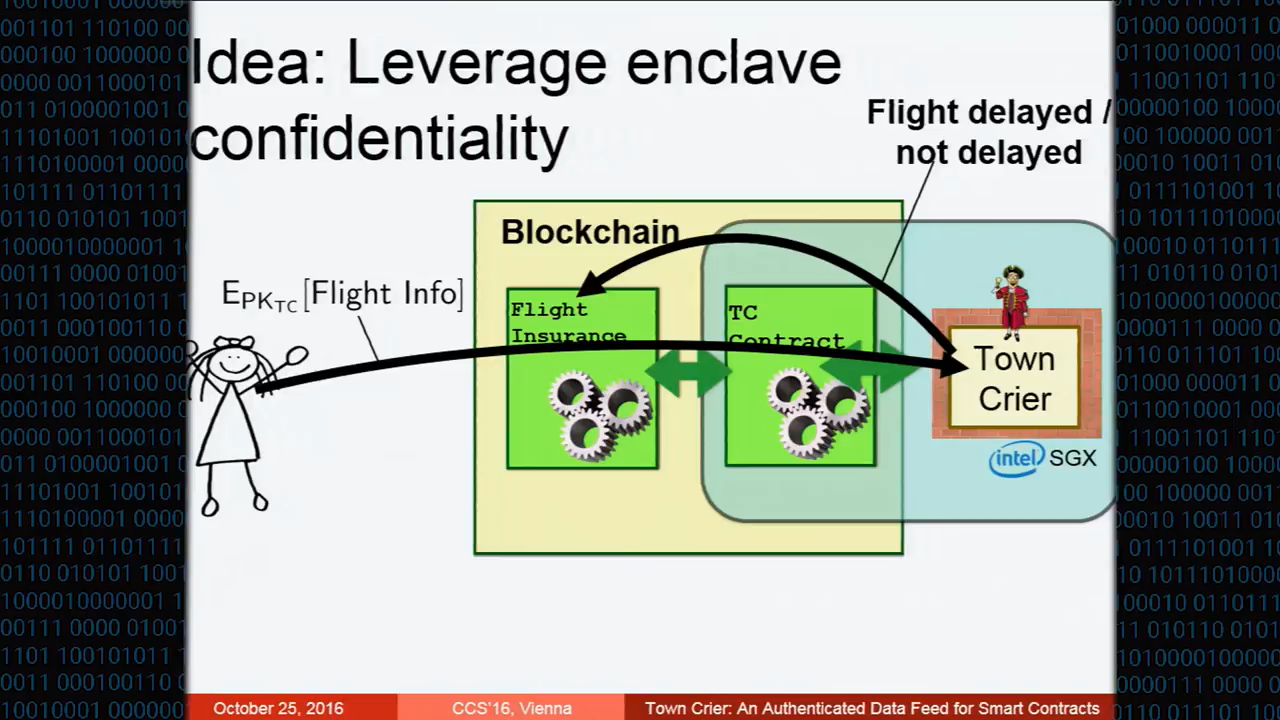 Idea: Leverage enclave
confidentiality
Flight delayed /
not delayed
Blockchain
E_PK_TC[Flight Info]
Flight
Insurance
TC
Contract
Town
Crier
intel SGX
October 25, 2016
CCS'16, Vienna
Town Crier: An Authenticated Data Feed for Smart Contracts